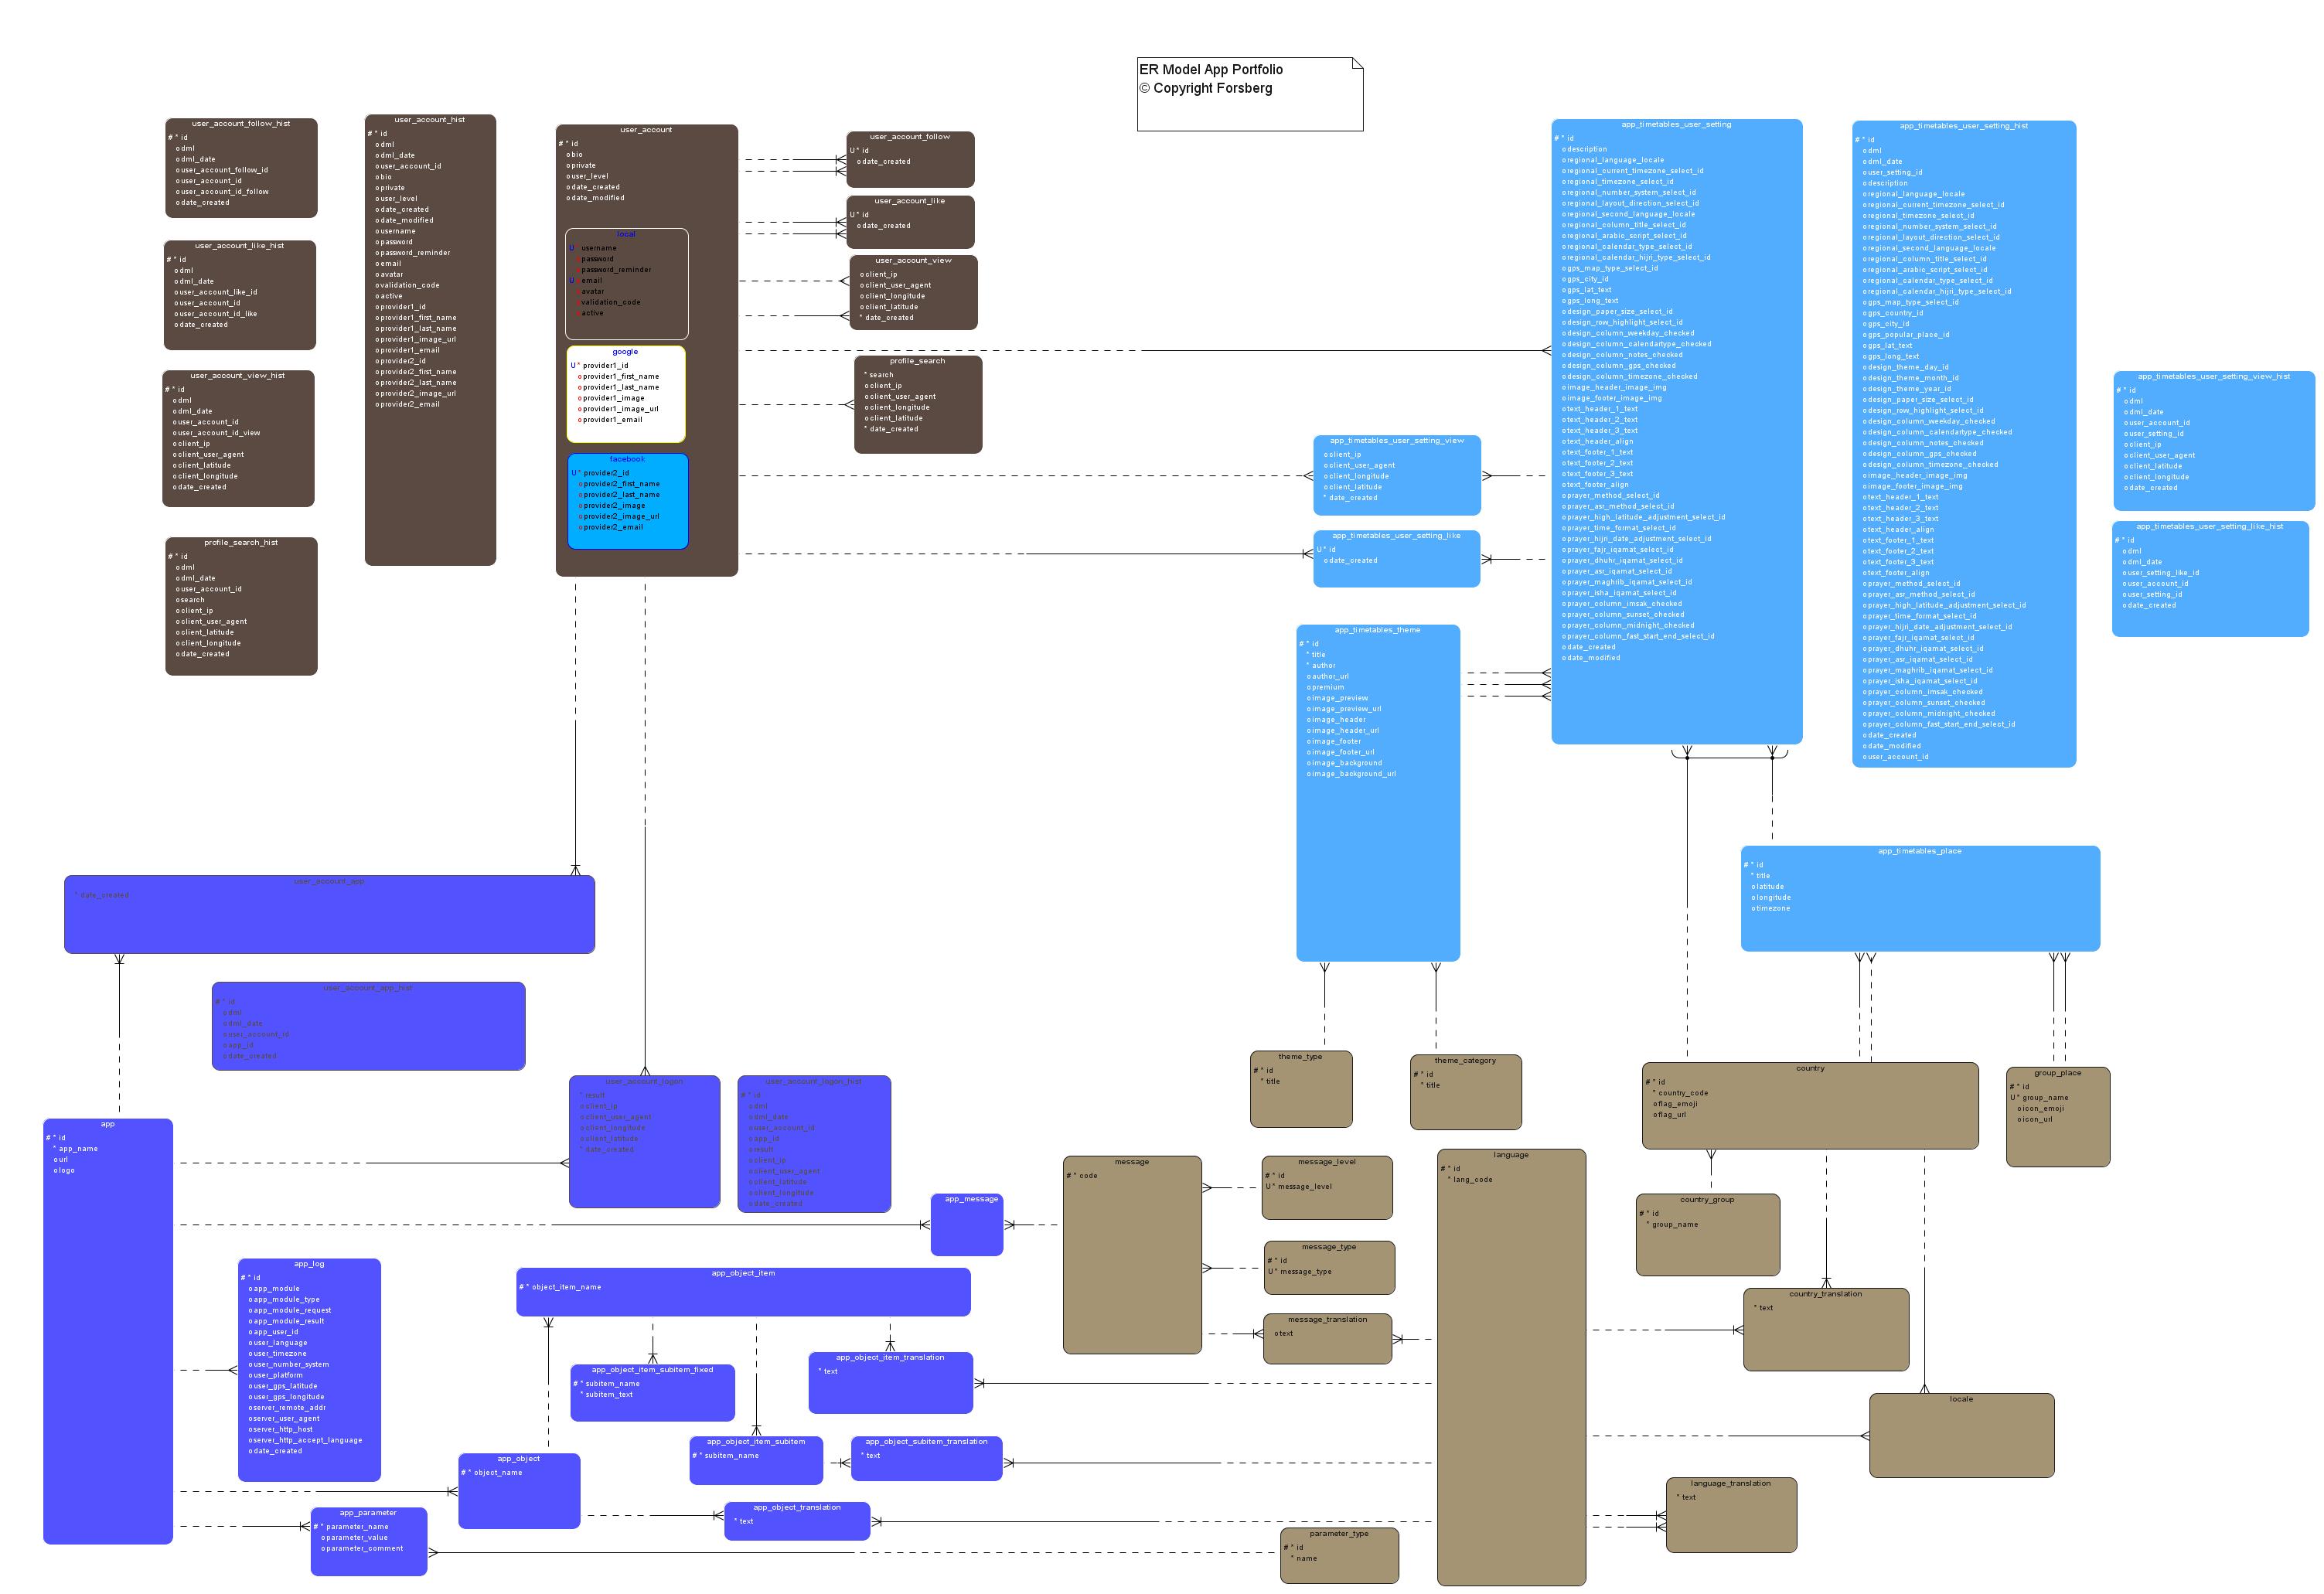 ER Model App Portfolio
© Copyright Forsberg
user_account_follow_hist
# * id
o dml
o dml_date
o user_account_follow_id
o user_account_id
o user_account_id_follow
o date_created
user_account_like_hist
# * id
o dml
o dml_date
o user_account_like_id
o user_account_id
o user_account_id_like
o date_created
user_account_view_hist
# * id
o dml
o dml_date
o user_account_id
o user_account_id_view
o client_ip
o client_user_agent
o client_latitude
o client_longitude
o date_created
profile_search_hist
# * id
o dml
o dml_date
o user_account_id
o search
o client_ip
o client_user_agent
o client_latitude
o client_longitude
o date_created
user_account_hist
# * id
o dml
o dml_date
o user_account_id
o bio
o private
o user_level
o date_created
o date_modified
o username
o password
o password_reminder
o email
o avatar
o validation_code
o active
o provider1_id
o provider1_first_name
o provider1_last_name
o provider1_image_url
o provider1_email
o provider2_id
o provider2_first_name
o provider2_last_name
o provider2_image_url
o provider2_email
user_account
# * id
o bio
o private
o user_level
o date_created
o date_modified
local
U * username
o password
o password_reminder
U * email
o avatar
o validation_code
o active
google
U * provider1_id
o provider1_first_name
o provider1_last_name
o provider1_image
o provider1_image_url
o provider1_email
facebook
U * provider2_id
o provider2_first_name
o provider2_last_name
o provider2_image
o provider2_image_url
o provider2_email
user_account_follow
U * id
o date_created
user_account_like
U * id
o date_created
user_account_view
o client_ip
o client_user_agent
o client_longitude
o client_latitude
* date_created
profile_search
* search
o client_ip
o client_user_agent
o client_longitude
o client_latitude
* date_created
app_timetables_user_setting_view
o client_ip
o client_user_agent
o client_longitude
o client_latitude
* date_created
app_timetables_user_setting_like
U * id
o date_created
app_timetables_theme
# * id
* title
* author
o author_url
o premium
o image_preview
o image_preview_url
o image_header
o image_header_url
o image_footer
o image_footer_url
o image_background
o image_background_url
app_timetables_user_setting
# * id
o description
o regional_language_locale
o regional_current_timezone_select_id
o regional_timezone_select_id
o regional_number_system_select_id
o regional_layout_direction_select_id
o regional_second_language_locale
o regional_column_title_select_id
o regional_arabic_script_select_id
o regional_calendar_type_select_id
o regional_calendar_hijri_type_select_id
o gps_map_type_select_id
o gps_city_id
o gps_lat_text
o gps_long_text
o design_paper_size_select_id
o design_row_highlight_select_id
o design_column_weekday_checked
o design_column_calendartype_checked
o design_column_notes_checked
o design_column_gps_checked
o design_column_timezone_checked
o image_header_image_img
o image_footer_image_img
o text_header_1_text
o text_header_2_text
o text_header_3_text
o text_header_align
o text_footer_1_text
o text_footer_2_text
o text_footer_3_text
o text_footer_align
o prayer_method_select_id
o prayer_asr_method_select_id
o prayer_high_latitude_adjustment_select_id
o prayer_time_format_select_id
o prayer_hijri_date_adjustment_select_id
o prayer_fajr_iqamat_select_id
o prayer_dhuhr_iqamat_select_id
o prayer_asr_iqamat_select_id
o prayer_maghrib_iqamat_select_id
o prayer_isha_iqamat_select_id
o prayer_column_imsak_checked
o prayer_column_sunset_checked
o prayer_column_midnight_checked
o prayer_column_fast_start_end_select_id
o date_created
o date_modified
app_timetables_user_setting_hist
# * id
o dml
o dml_date
o user_setting_id
o description
o regional_language_locale
o regional_current_timezone_select_id
o regional_timezone_select_id
o regional_number_system_select_id
o regional_layout_direction_select_id
o regional_second_language_locale
o regional_column_title_select_id
o regional_arabic_script_select_id
o regional_calendar_type_select_id
o regional_calendar_hijri_type_select_id
o gps_map_type_select_id
o gps_country_id
o gps_city_id
o gps_popular_place_id
o gps_lat_text
o gps_long_text
o design_theme_day_id
o design_theme_month_id
o design_theme_year_id
o design_paper_size_select_id
o design_row_highlight_select_id
o design_column_weekday_checked
o design_column_calendartype_checked
o design_column_notes_checked
o design_column_gps_checked
o design_column_timezone_checked
o image_header_image_img
o image_footer_image_img
o text_header_1_text
o text_header_2_text
o text_header_3_text
o text_header_align
o text_footer_1_text
o text_footer_2_text
o text_footer_3_text
o text_footer_align
o prayer_method_select_id
o prayer_asr_method_select_id
o prayer_high_latitude_adjustment_select_id
o prayer_time_format_select_id
o prayer_hijri_date_adjustment_select_id
o prayer_fajr_iqamat_select_id
o prayer_dhuhr_iqamat_select_id
o prayer_asr_iqamat_select_id
o prayer_maghrib_iqamat_select_id
o prayer_isha_iqamat_select_id
o prayer_column_imsak_checked
o prayer_column_sunset_checked
o prayer_column_midnight_checked
o prayer_column_fast_start_end_select_id
o date_created
o date_modified
o user_account_id
app_timetables_user_setting_view_hist
# * id
o dml
o dml_date
o user_account_id
o user_setting_id
o client_ip
o client_user_agent
o client_latitude
o client_longitude
o date_created
app_timetables_user_setting_like_hist
# * id
o dml
o dml_date
o user_setting_like_id
o user_account_id
o user_setting_id
o date_created
app_timetables_place
# * id
* title
o latitude
o longitude
o timezone
user_account_app
* date_created
user_account_app_hist
# * id
o dml
o dml_date
o user_account_id
o app_id
o date_created
user_account_logon
* result
o client_ip
o client_user_agent
o client_longitude
o client_latitude
* date_created
user_account_logon_hist
# * id
o dml
o dml_date
o user_account_id
o app_id
o result
o client_ip
o client_user_agent
o client_latitude
o client_longitude
o date_created
app
# * id
* app_name
o url
o logo
app_log
# * id
o app_module
o app_module_type
o app_module_request
o app_module_result
o app_user_id
o user_language
o user_timezone
o user_number_system
o user_platform
o user_gps_latitude
o user_gps_longitude
o server_remote_addr
o server_user_agent
o server_http_host
o server_http_accept_language
o date_created
app_message
app_object_item
# * object_item_name
app_object_item_subitem_fixed
# * subitem_name
* subitem_text
app_object_item_translation
* text
app_object_item_subitem
# * subitem_name
app_object_subitem_translation
* text
app_object
# * object_name
app_object_translation
* text
app_parameter
# * parameter_name
o parameter_value
o parameter_comment
theme_type
# * id
* title
theme_category
# * id
* title
country
# * id
* country_code
o flag_emoji
o flag_url
group_place
# * id
U * group_name
o icon_emoji
o icon_url
message
# * code
message_level
# * id
U * message_level
message_type
# * id
U * message_type
message_translation
o text
language
# * id
* lang_code
country_group
# * id
* group_name
country_translation
* text
locale
language_translation
* text
parameter_type
# * id
* name